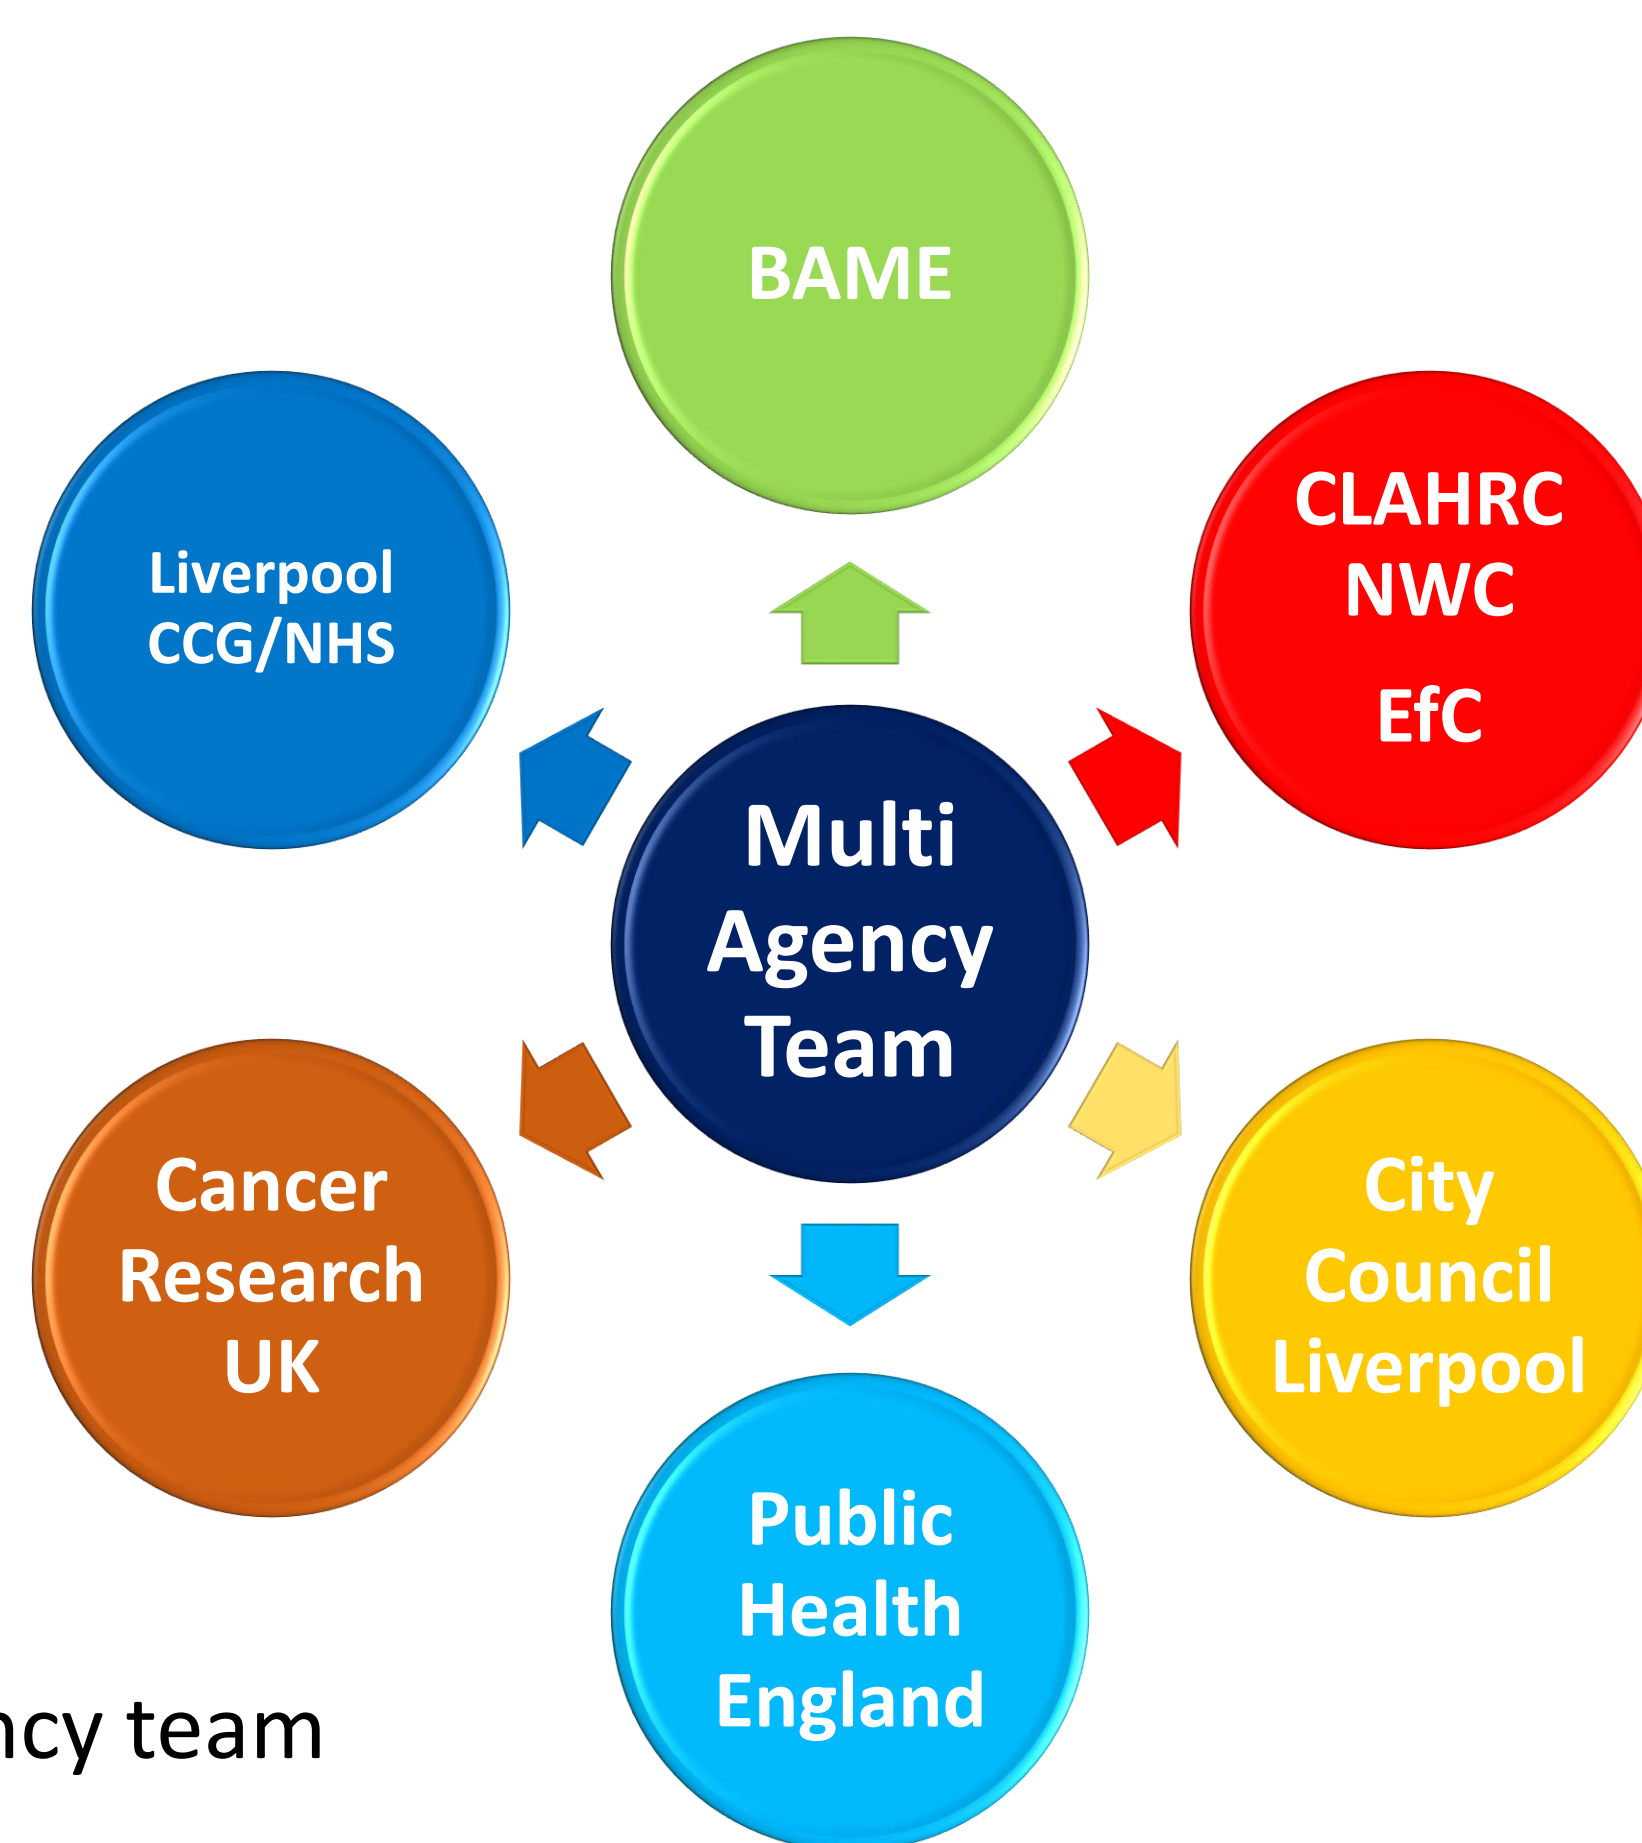 BAME
Liverpool
CCG/NHS
CLAHRC
NWC
EfC
Multi
Agency
Team
Cancer
Research
UK
City
Council
Liverpool
Public
Health
England
team